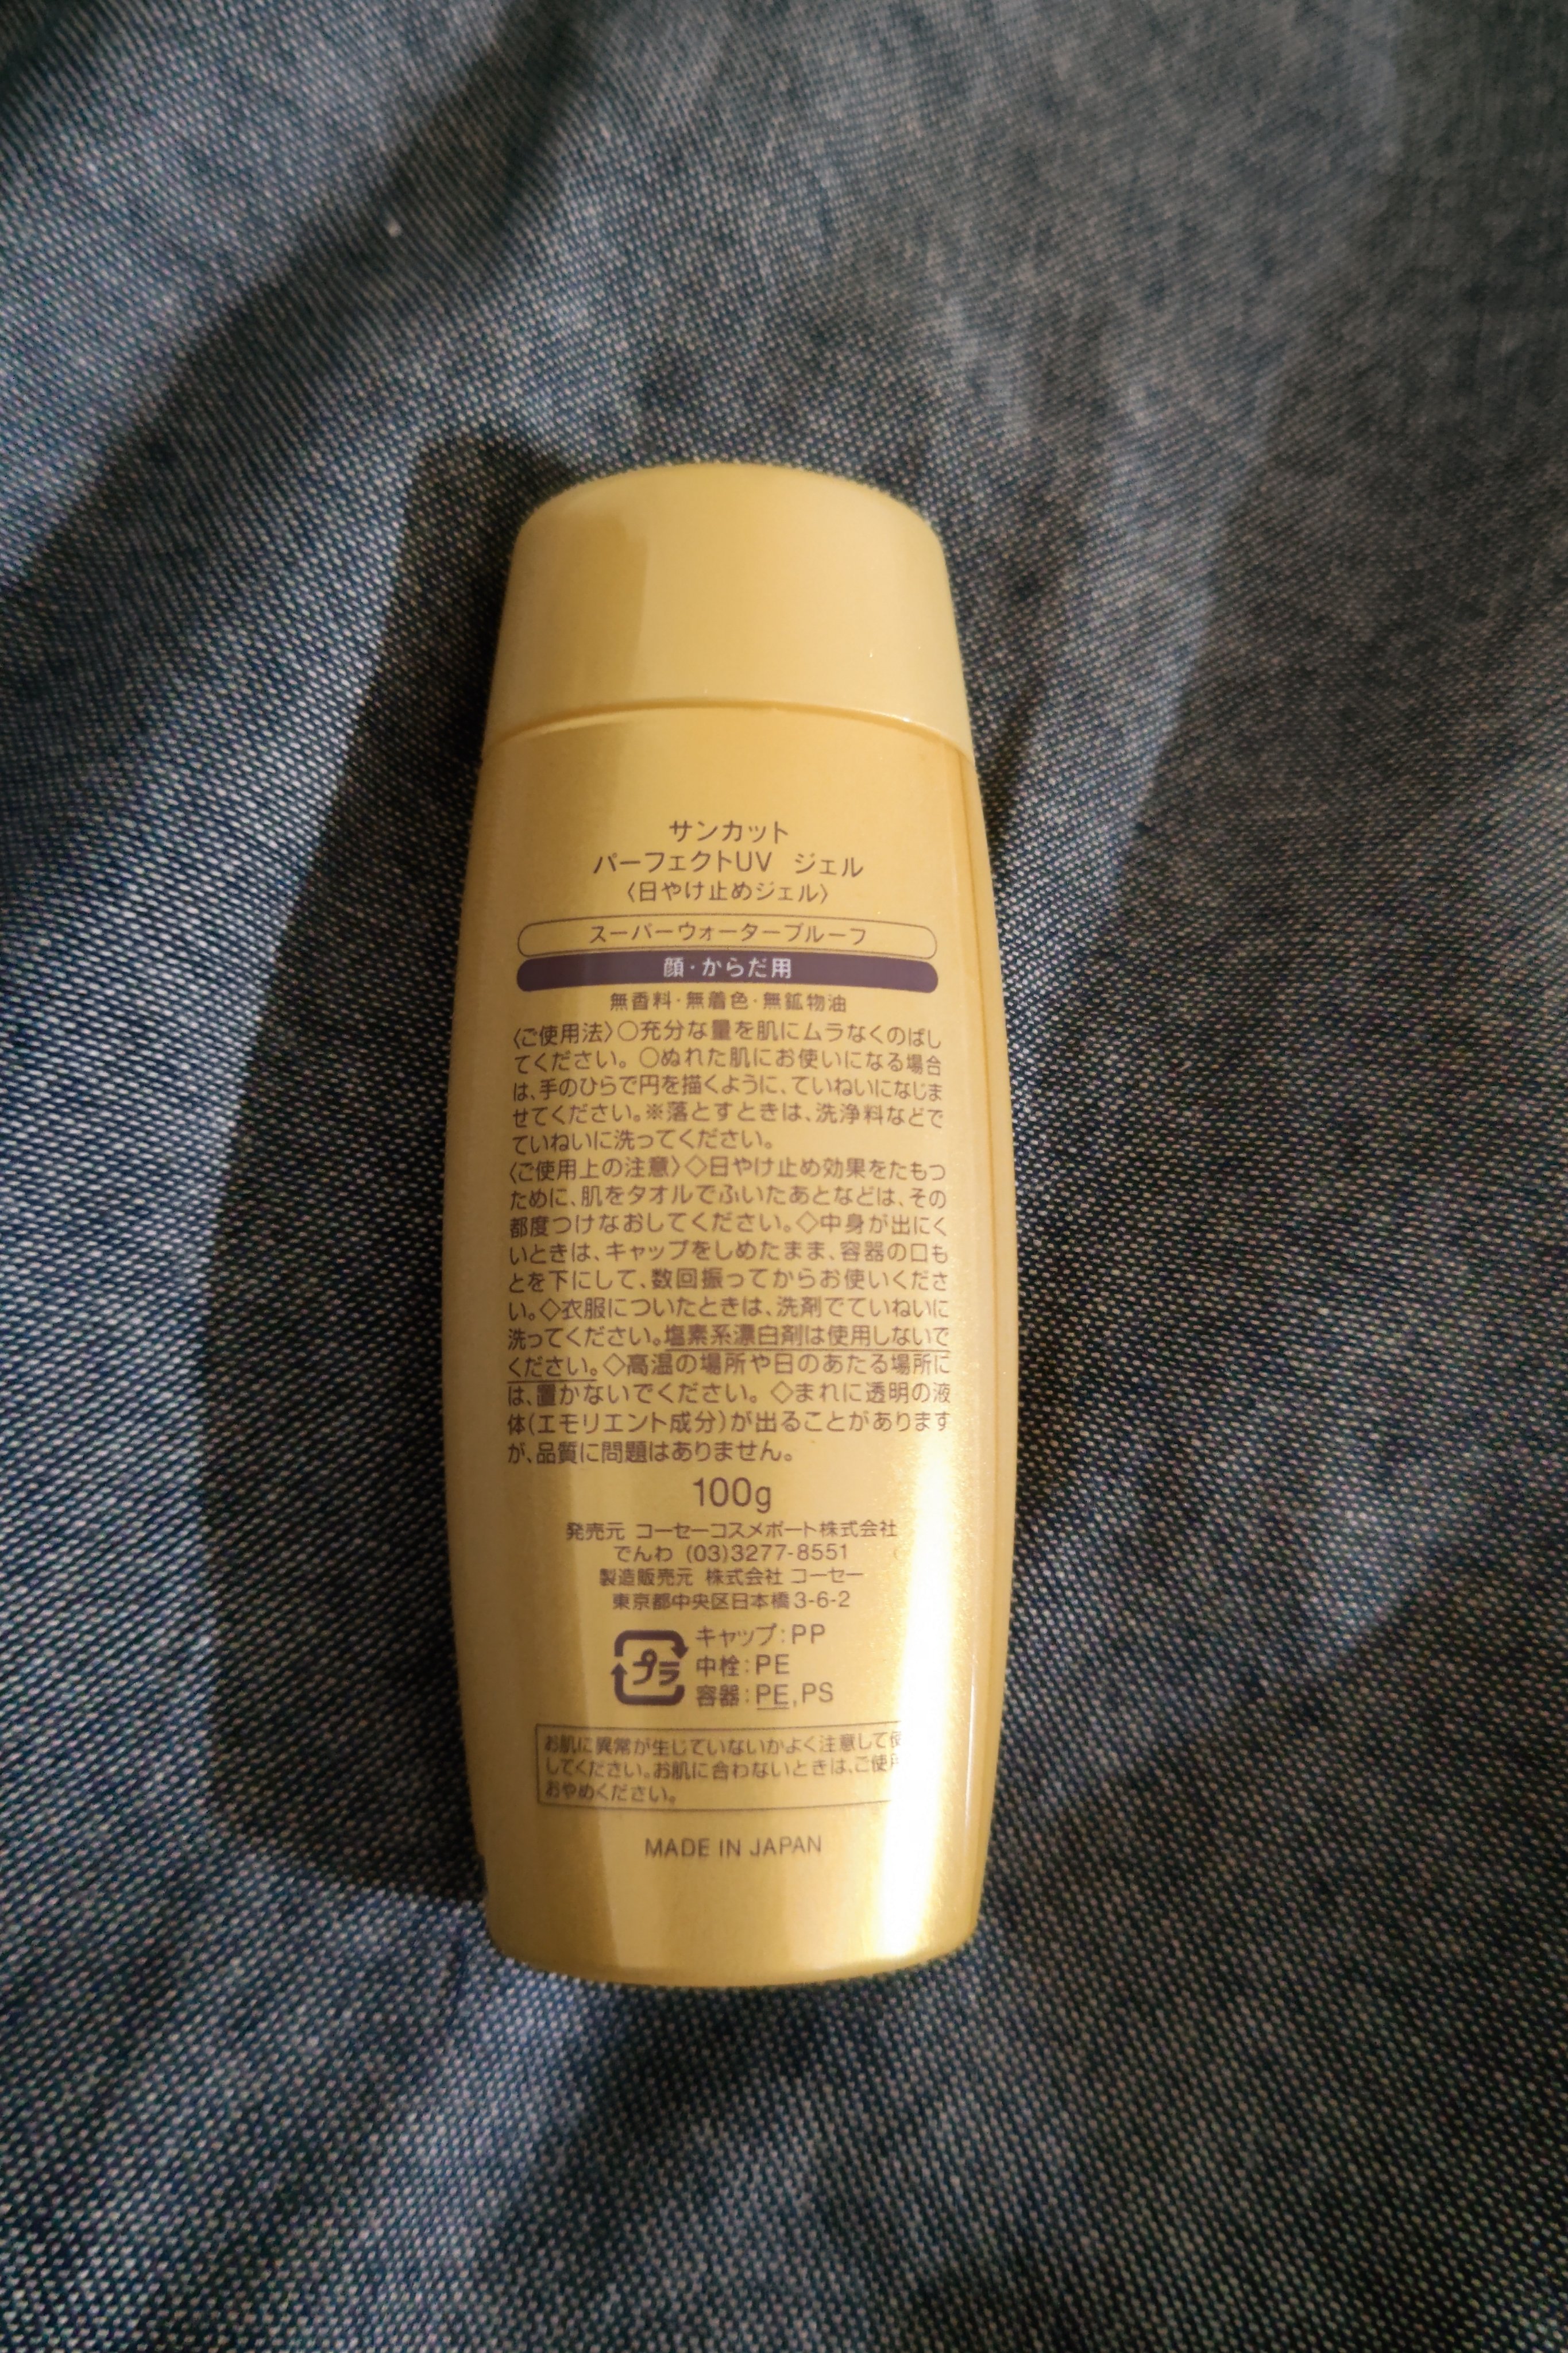 サンカット
パーフェクトUV ジェル
〈日やけ止めジェル〉
スーパーウォータープルーフ
顔・からだ用
無香料・無着色・無鉱物油
〈ご使用法〉○充分な量を肌にムラなくのばし
てください。○ぬれた肌にお使いになる場合
は、手のひらで円を描くように、ていねいになじま
せてください。※落とすときは、洗浄料などで
ていねいに洗ってください。
〈ご使用上の注意〉◇日やけ止め効果をたもつ
ために、肌をタオルでふいたあとなどは、その
都度つけなおしてください。◇中身が出にく
いときは、キャップをしめたまま、容器の口も
とを下にして、数回振ってからお使いくださ
い。◇衣服についたときは、洗剤でていねいに
洗ってください。塩素系漂白剤は使用しないで
ください。◇高温の場所や日のあたる場所に
は、置かないでください。◇まれに透明の液
体(エモリエント成分)が出ることがあります
が、品質に問題はありません。
100g
発売元 コーセーコスメポート株式会社
でんわ (03)3277-8551
製造販売元 株式会社 コーセー
東京都中央区日本橋3-6-2
プラ
キャップ:PP
中栓:PE
容器:PE,PS
お肌に異常が生じていないかよく注意して使
してください。お肌に合わないときは、ご使用
おやめください。
MADE IN JAPAN